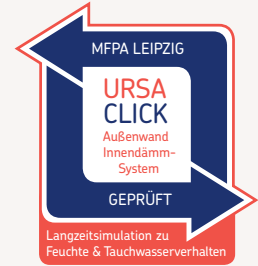 MFPA LEIPZIG
URSA
CLICK
Außenwand
Innendämm-
System
GEPRÜFT
Langzeitsimulation zu
Feuchte & Tauchwasserverhalten